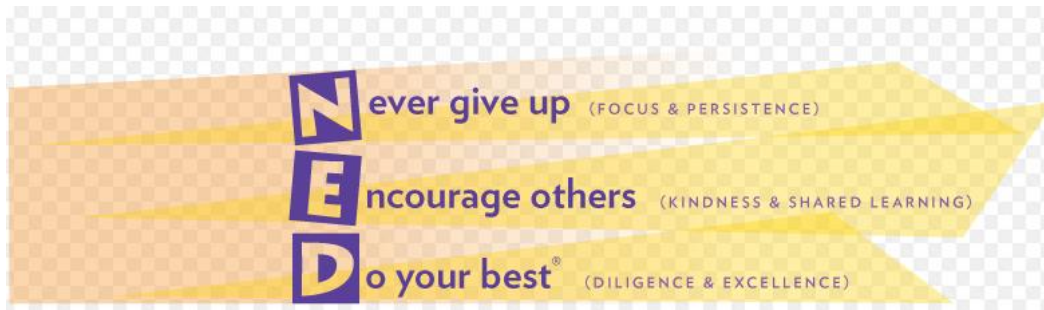 Never give up (FOCUS & PERSISTENCE)
Encourage others (KINDNESS & SHARED LEARNING)
Do your best® (DILIGENCE & EXCELLENCE)